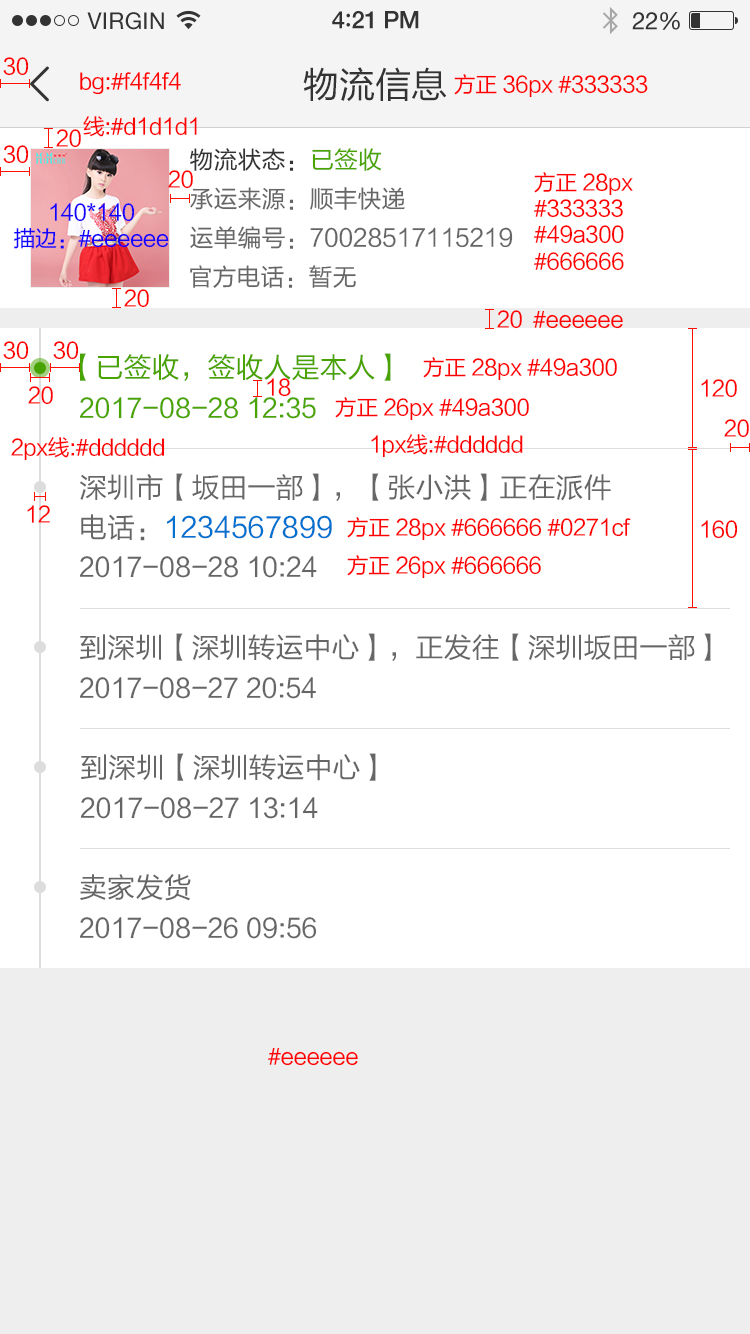 VIRGIN 4:21 PM 22%
30 bg:#f4f4f4 物流信息 方正 36px #333333
线:#d1d1d1
20
30 物流状态：已签收
20 承运来源：顺丰快递
140*140
描边：#eeeeee 运单编号：70028517115219
官方电话：暂无
方正 28px
#333333
#49a300
#666666
20
20 #eeeeee
30 30 【已签收，签收人是本人】 方正 28px #49a300
20 18 120
2017-08-28 12:35 方正 26px #49a300
20
2px线:#dddddd 1px线:#dddddd
深圳市【坂田一部】，【张小洪】正在派件
12
电话：1234567899 方正 28px #666666 #0271cf 160
2017-08-28 10:24 方正 26px #666666
到深圳【深圳转运中心】，正发往【深圳坂田一部】
2017-08-27 20:54
到深圳【深圳转运中心】
2017-08-27 13:14
卖家发货
2017-08-26 09:56
#eeeeee